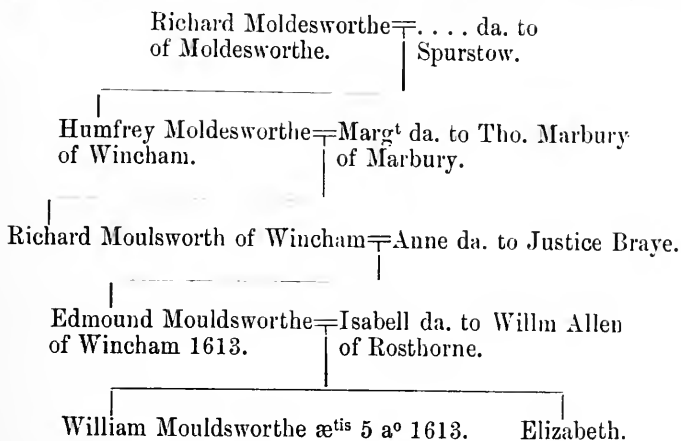 Richard Moldesworthe=. . . . da. to
of Moldesworthe. Spurstow.
Humfrey Moldesworthe=Margᵗ da. to Tho. Marbury
of Wincham. of Marbury.
Richard Moulsworth of Wincham=Anne da. to Justice Braye.
Edmound Mouldsworthe=Isabell da. to Willm Allen
of Wincham 1613. of Rosthorne.
William Mouldsworthe æᵗⁱˢ 5 aᵒ 1613. Elizabeth.